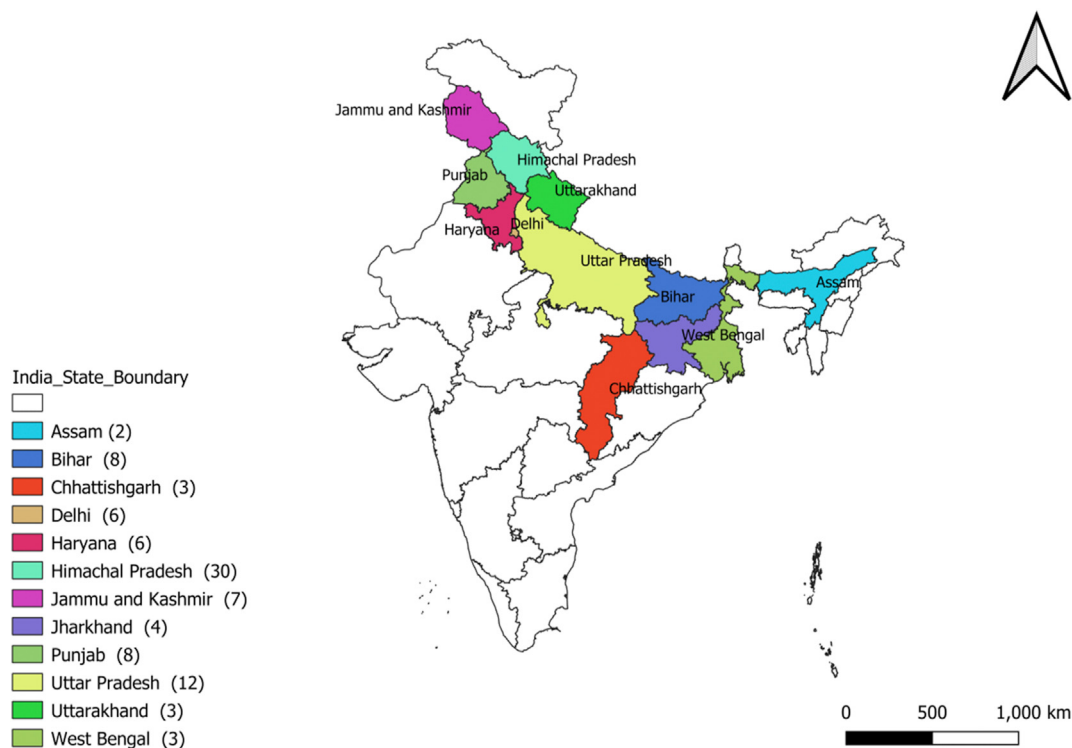 Jammu and Kashmir
Himachal Pradesh
Punjab
Uttarakhand
Haryana
Delhi
Uttar Pradesh
Assam
Bihar
West Bengal
Chhattishgarh
India_State_Boundary
Assam (2)
Bihar (8)
Chhattishgarh (3)
Delhi (6)
Haryana (6)
Himachal Pradesh (30)
Jammu and Kashmir (7)
Jharkhand (4)
Punjab (8)
Uttar Pradesh (12)
Uttarakhand (3)
West Bengal (3)
0 500 1,000 km